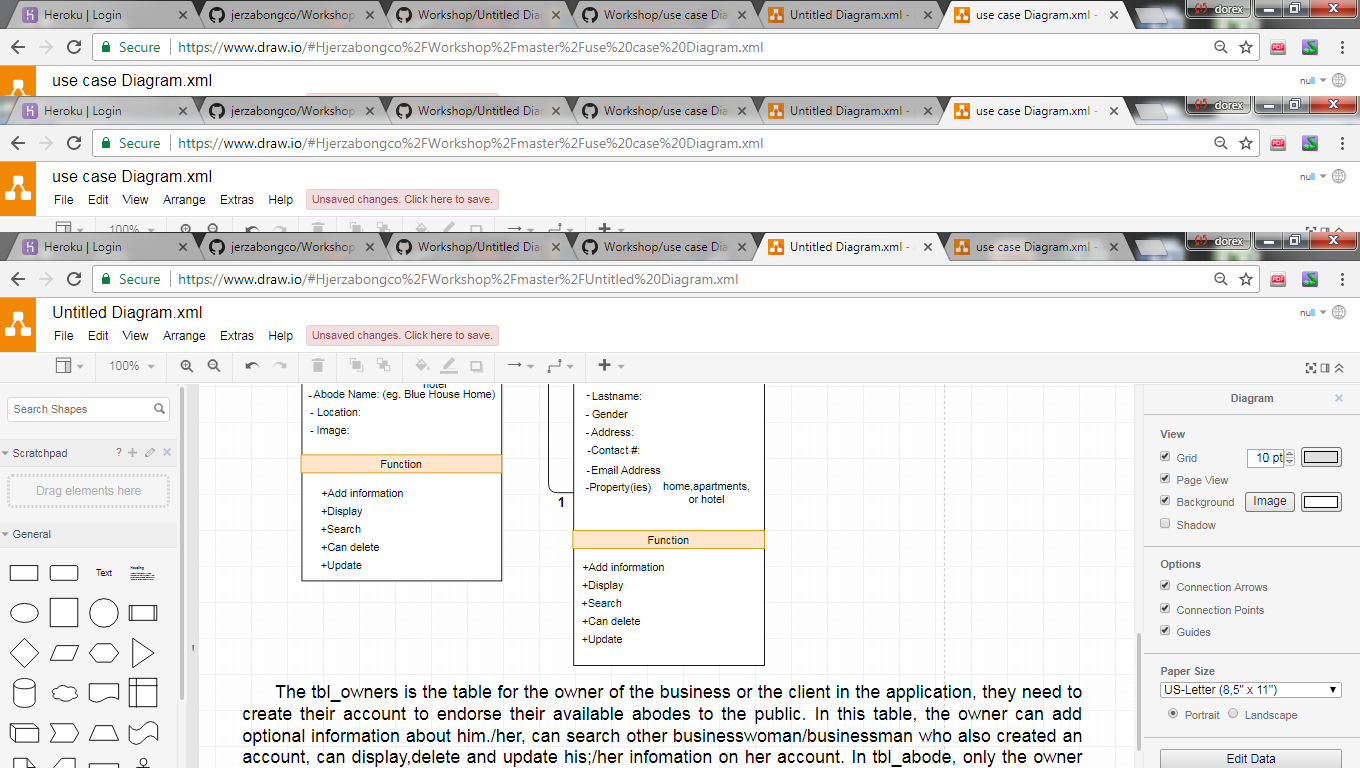 Heroku | Login
jerzabongco/Workshop
Workshop/Untitled Dia
Workshop/use case Dia
Untitled Diagram.xml -
use case Diagram.xml -
dorex
Secure
https://www.draw.io/#Hjerzabongco%2FWorkshop%2Fmaster%2Fuse%20case%20Diagram.xml
use case Diagram.xml
null
Heroku | Login
jerzabongco/Workshop
Workshop/Untitled Dia
Workshop/use case Dia
Untitled Diagram.xml -
use case Diagram.xml -
dorex
Secure
https://www.draw.io/#Hjerzabongco%2FWorkshop%2Fmaster%2Fuse%20case%20Diagram.xml
use case Diagram.xml
null
File Edit View Arrange Extras Help
Unsaved changes. Click here to save.
100%
Heroku | Login
jerzabongco/Workshop
Workshop/Untitled Dia
Workshop/use case Dia
Untitled Diagram.xml -
use case Diagram.xml -
dorex
Secure
https://www.draw.io/#Hjerzabongco%2FWorkshop%2Fmaster%2FUntitled%20Diagram.xml
Untitled Diagram.xml
null
File Edit View Arrange Extras Help
Unsaved changes. Click here to save.
100%
Search Shapes
Scratchpad
?
Drag elements here
General
Text
Heading
hotel
- Abode Name: (eg. Blue House Home)
- Location:
- Image:
Function
+Add information
+Display
+Search
+Can delete
+Update
1
- Lastname:
- Gender
- Address:
-Contact #:
-Email Address
-Property(ies)
home,apartments,
or hotel
Function
+Add information
+Display
+Search
+Can delete
+Update
The tbl_owners is the table for the owner of the business or the client in the application, they need to
create their account to endorse their available abodes to the public. In this table, the owner can add
optional information about him./her, can search other businesswoman/businessman who also created an
account, can display,delete and update his;/her infomation on her account. In tbl_abode, only the owner
Diagram
View
Grid
10 pt
Page View
Background
Image
Shadow
Options
Connection Arrows
Connection Points
Guides
Paper Size
US-Letter (8,5" x 11")
Portrait
Landscape
Edit Data